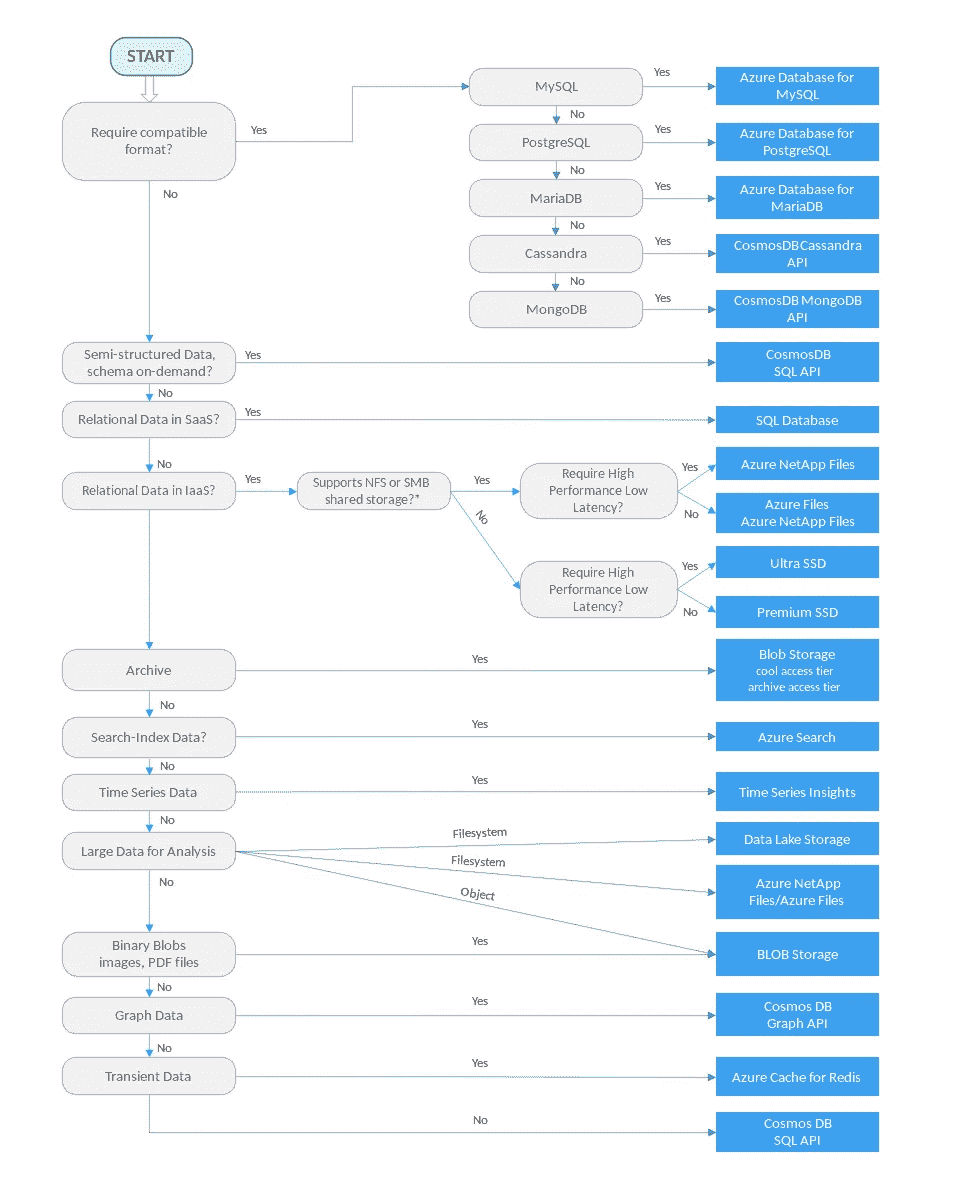 START
Require compatible
format?
Yes
No
MySQL
Yes
Azure Database for
MySQL
No
PostgreSQL
Yes
Azure Database for
PostgreSQL
No
MariaDB
Yes
Azure Database for
MariaDB
No
Cassandra
Yes
CosmosDBCassandra
API
No
MongoDB
Yes
CosmosDB MongoDB
API
Semi-structured Data,
schema on-demand?
Yes
CosmosDB
SQL API
No
Relational Data in SaaS?
Yes
SQL Database
No
Relational Data in IaaS?
Yes
Supports NFS or SMB
shared storage?*
Yes
No
Require High
Performance Low
Latency?
Yes
Azure NetApp Files
No
Azure Files
Azure NetApp Files
Require High
Performance Low
Latency?
Yes
Ultra SSD
No
Premium SSD
Archive
Yes
Blob Storage
cool access tier
archive access tier
No
Search-Index Data?
Yes
Azure Search
No
Time Series Data
Yes
Time Series Insights
No
Large Data for Analysis
Filesystem
Data Lake Storage
Filesystem
Azure NetApp
Files/Azure Files
Object
No
Binary Blobs
images, PDF files
Yes
BLOB Storage
No
Graph Data
Yes
Cosmos DB
Graph API
No
Transient Data
Yes
Azure Cache for Redis
No
Cosmos DB
SQL API